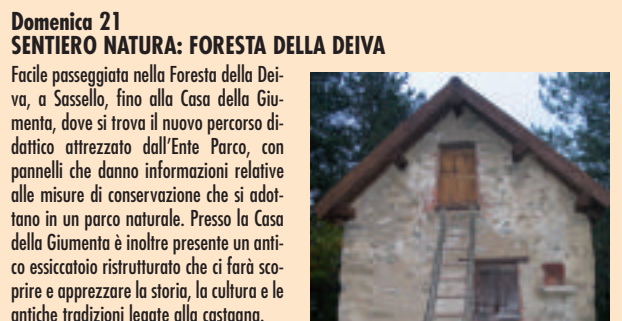 Domenica 21
SENTIERO NATURA: FORESTA DELLA DEIVA
Facile passeggiata nella Foresta della Dei-
va, a Sassello, fino alla Casa della Giu-
menta, dove si trova il nuovo percorso di-
dattico attrezzato dall'Ente Parco, con
pannelli che danno informazioni relative
alle misure di conservazione che si adot-
tano in un parco naturale. Presso la Casa
della Giumenta è inoltre presente un anti-
co essiccatoio ristrutturato che ci farà sco-
prire e apprezzare la storia, la cultura e le
antiche tradizioni legate alla castagna.